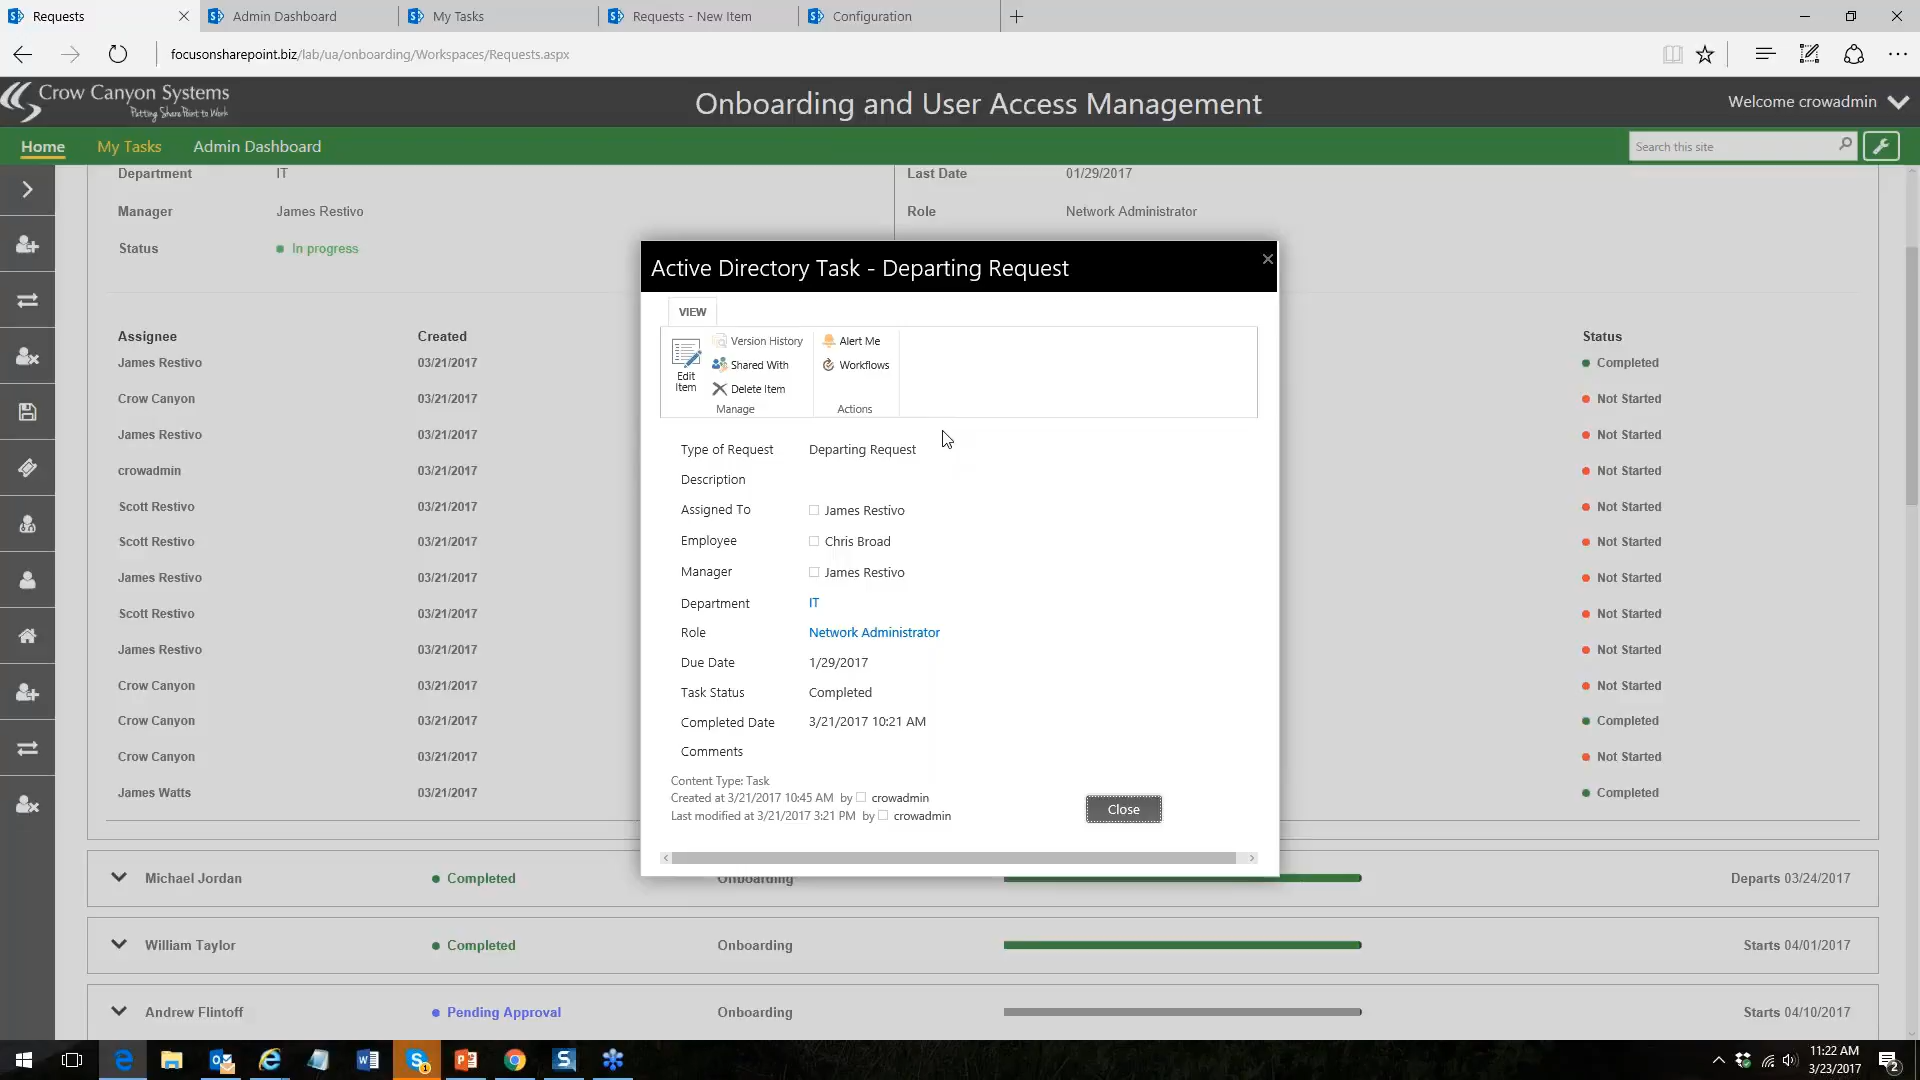 Requests
Admin Dashboard
My Tasks
Requests - New Item
Configuration
focusonsharepoint.biz/lab/ua/onboarding/Workspaces/Requests.aspx
Crow Canyon Systems
Putting SharePoint to Work
Onboarding and User Access Management
Welcome crowadmin
Home
My Tasks
Admin Dashboard
Search this site
Department IT
Last Date 01/29/2017
Manager James Restivo
Role Network Administrator
Status In progress
Assignee Created Status
James Restivo 03/21/2017 Completed
Crow Canyon 03/21/2017 Not Started
James Restivo 03/21/2017 Not Started
crowadmin 03/21/2017 Not Started
Scott Restivo 03/21/2017 Not Started
Scott Restivo 03/21/2017 Not Started
James Restivo 03/21/2017 Not Started
Scott Restivo 03/21/2017 Not Started
James Restivo 03/21/2017 Not Started
Crow Canyon 03/21/2017 Not Started
Crow Canyon 03/21/2017 Completed
Crow Canyon 03/21/2017 Not Started
James Watts 03/21/2017 Completed
Active Directory Task - Departing Request
VIEW
Edit
Item
Version History
Shared With
Delete Item
Manage
Alert Me
Workflows
Actions
Type of Request Departing Request
Description
Assigned To James Restivo
Employee Chris Broad
Manager James Restivo
Department IT
Role Network Administrator
Due Date 1/29/2017
Task Status Completed
Completed Date 3/21/2017 10:21 AM
Comments
Content Type: Task
Created at 3/21/2017 10:45 AM by crowadmin
Last modified at 3/21/2017 3:21 PM by crowadmin
Close
Michael Jordan Completed Onboarding Departs 03/24/2017
William Taylor Completed Onboarding Starts 04/01/2017
Andrew Flintoff Pending Approval Onboarding Starts 04/10/2017
11:22 AM
3/23/2017
2